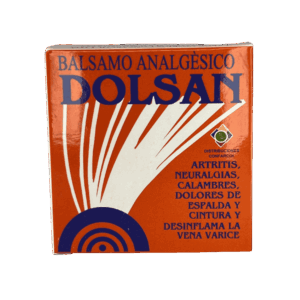 BALSAMO ANALGÉSICO
DOLSAN
ARTRITIS,
NEURALGIAS,
CALAMBRES,
DOLORES DE
ESPALDA Y
CINTURA Y
DESINFLAMA LA
VENA VARICE